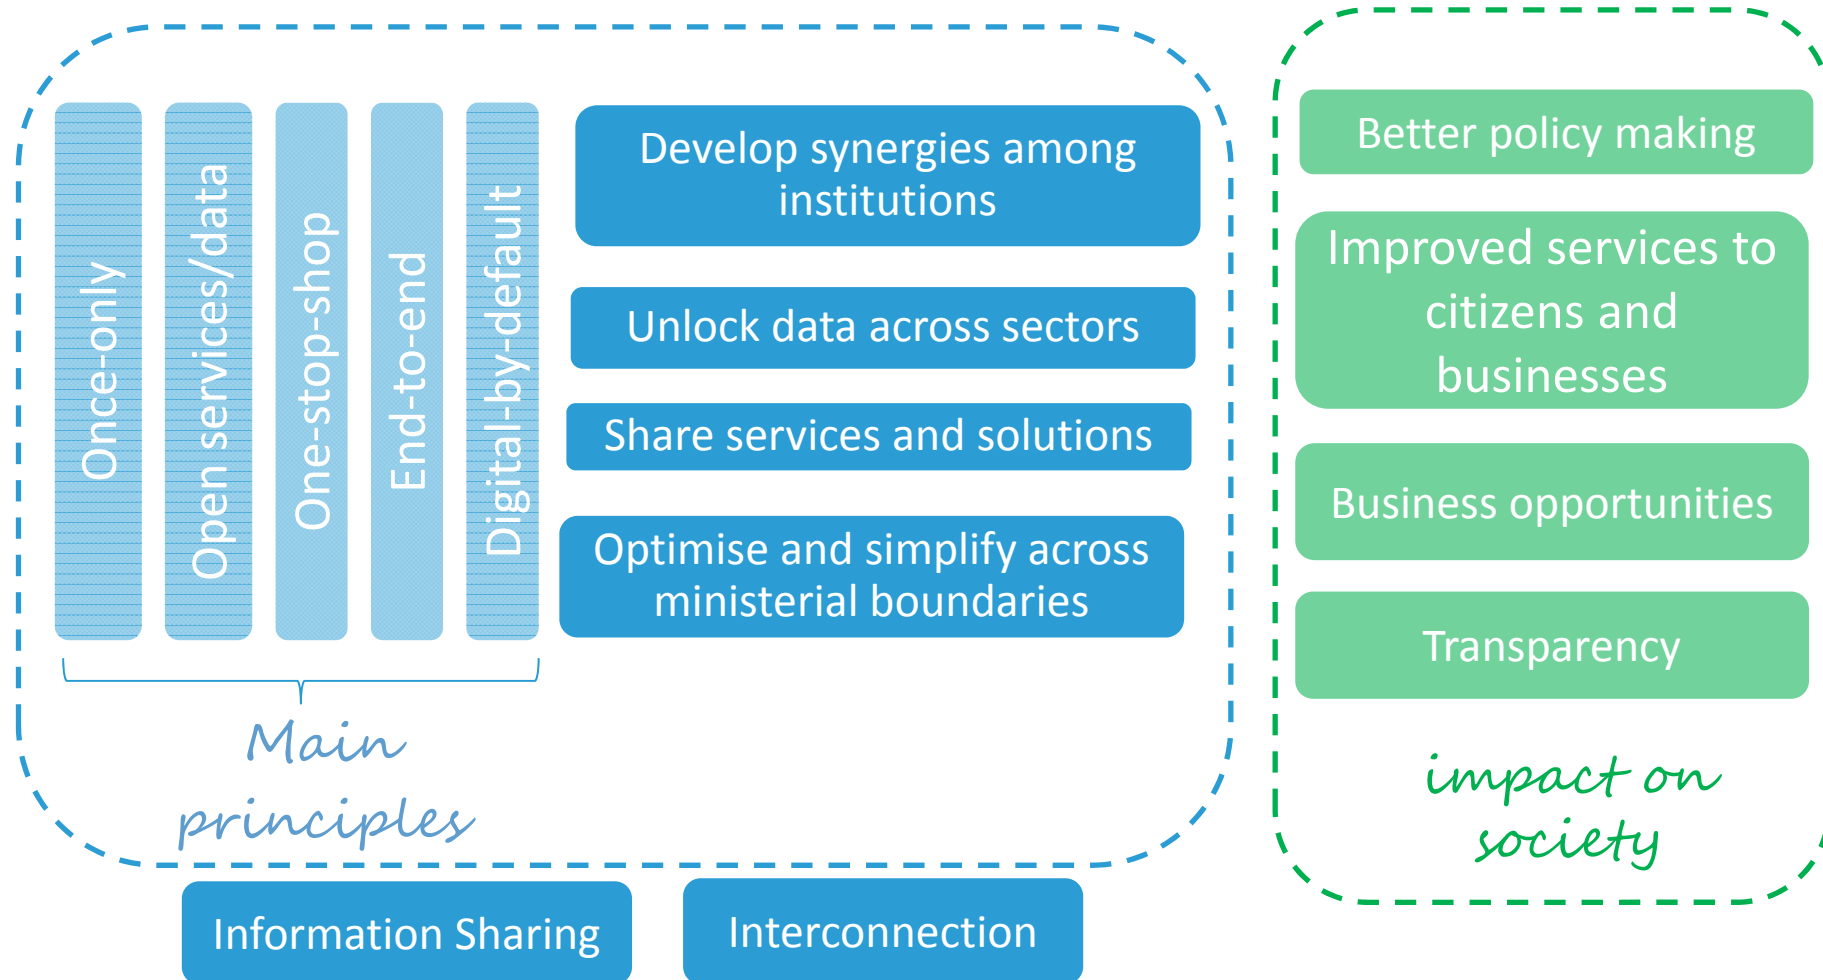 Once-only
Open services/data
One-stop-shop
End-to-end
Digital-by-default
Main
principles
Develop synergies among
institutions
Unlock data across sectors
Share services and solutions
Optimise and simplify across
ministerial boundaries
Information Sharing
Interconnection
Better policy making
Improved services to
citizens and
businesses
Business opportunities
Transparency
impact on
society